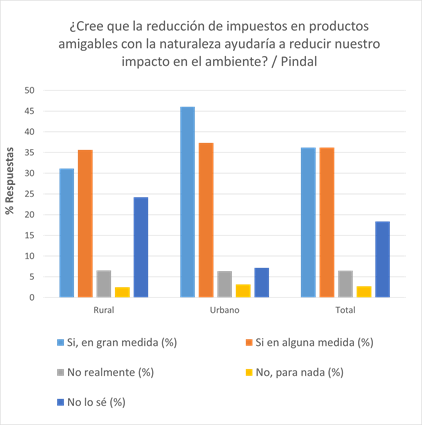 ¿Cree que la reducción de impuestos en productos
amigables con la naturaleza ayudaría a reducir nuestro
impacto en el ambiente? / Pindal
% Respuestas
50
45
40
35
30
25
20
15
10
5
0
Rural Urbano Total
Si, en gran medida (%) Si en alguna medida (%)
No realmente (%) No, para nada (%)
No lo sé (%)